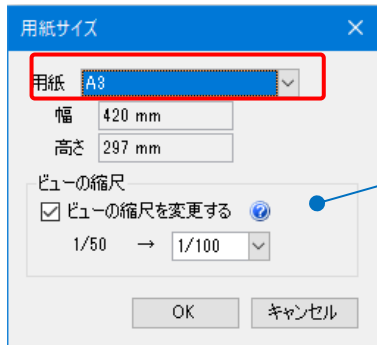 用紙サイズ
用紙 A3
幅 420 mm
高さ 297 mm
ビューの縮尺
ビューの縮尺を変更する ?
1/50 → 1/100
OK キャンセル